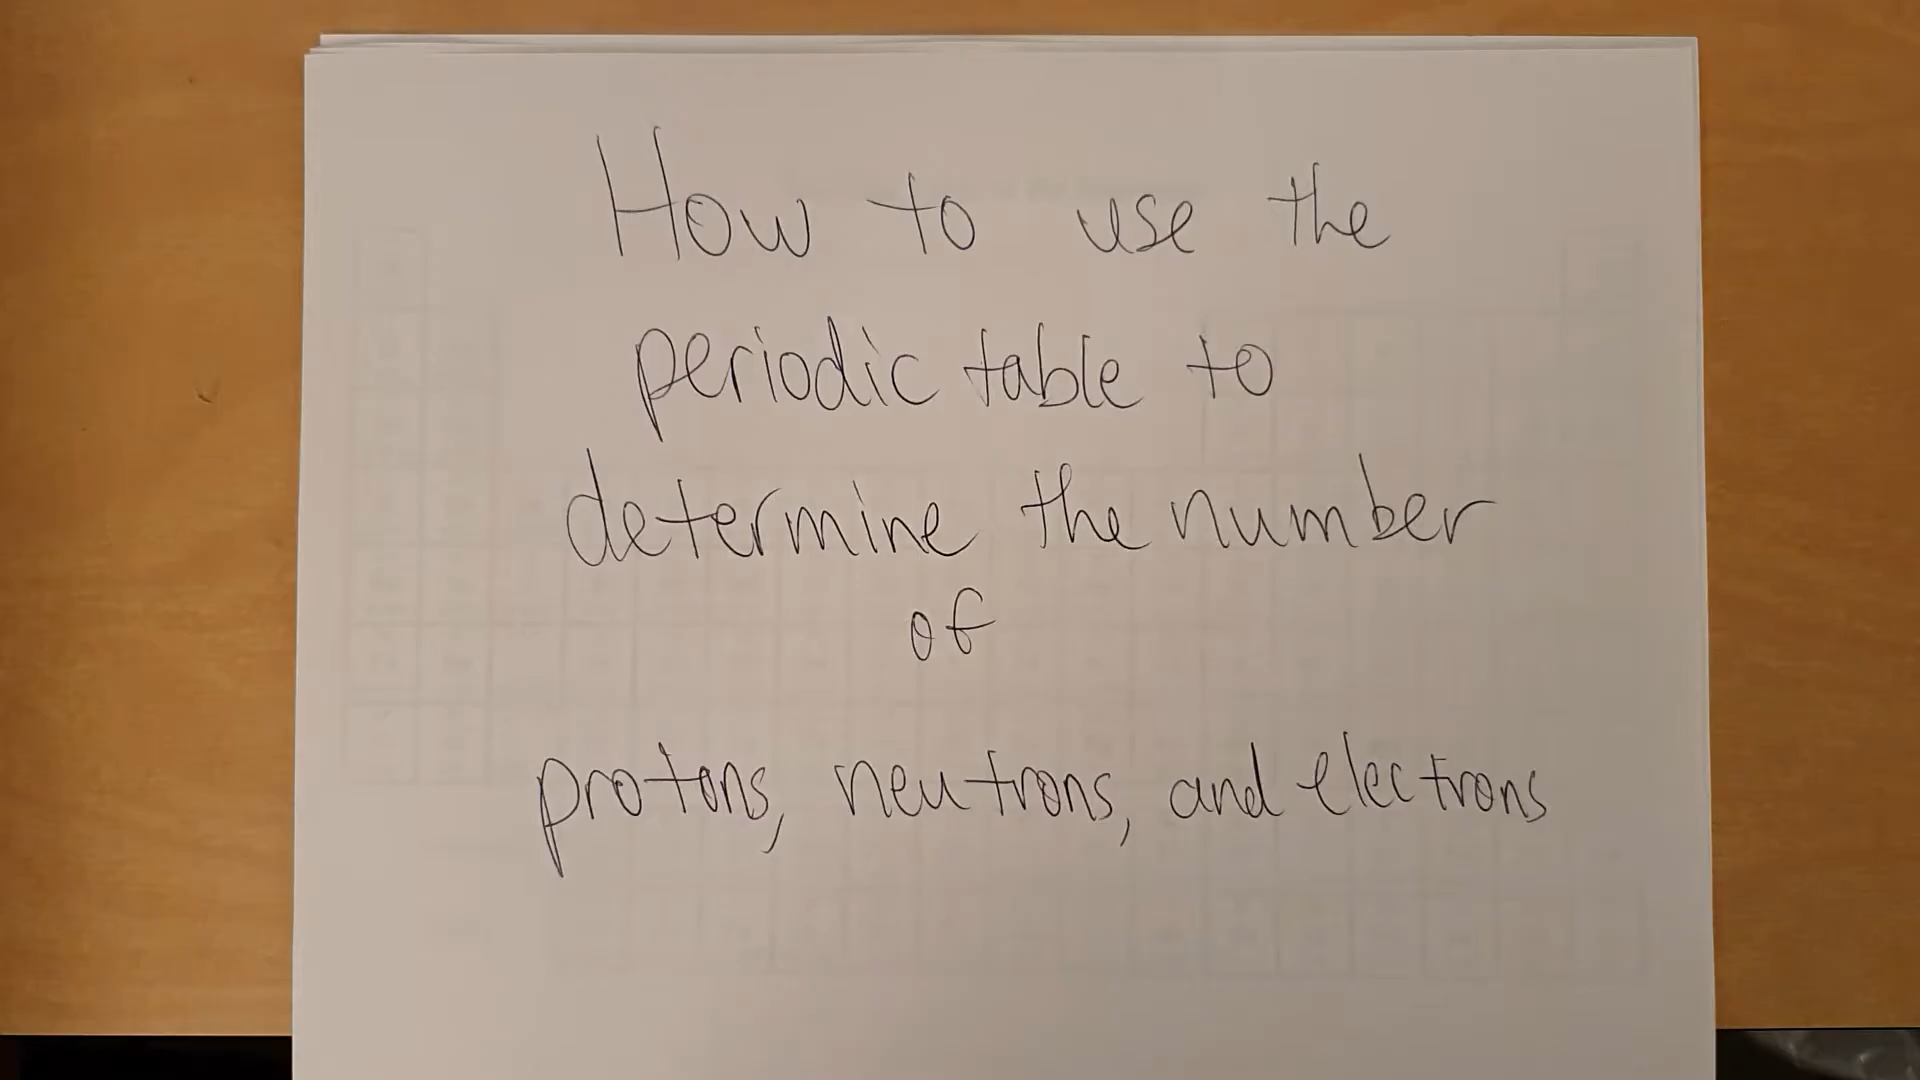 How to use the
periodic table to
determine the number
of
protons, neutrons, and electrons